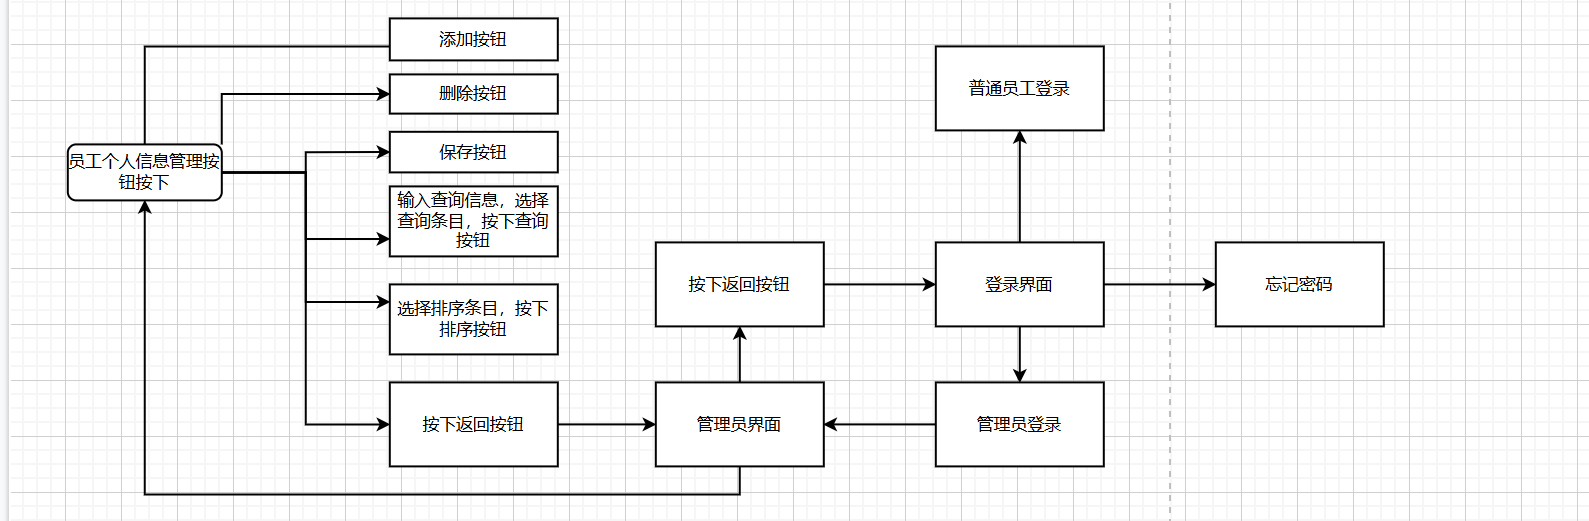 添加按钮
删除按钮
保存按钮
员工个人信息管理按
钮按下
输入查询信息，选择
查询条目，按下查询
按钮
选择排序条目，按下
排序按钮
按下返回按钮
管理员界面
按下返回按钮
普通员工登录
登录界面
管理员登录
忘记密码